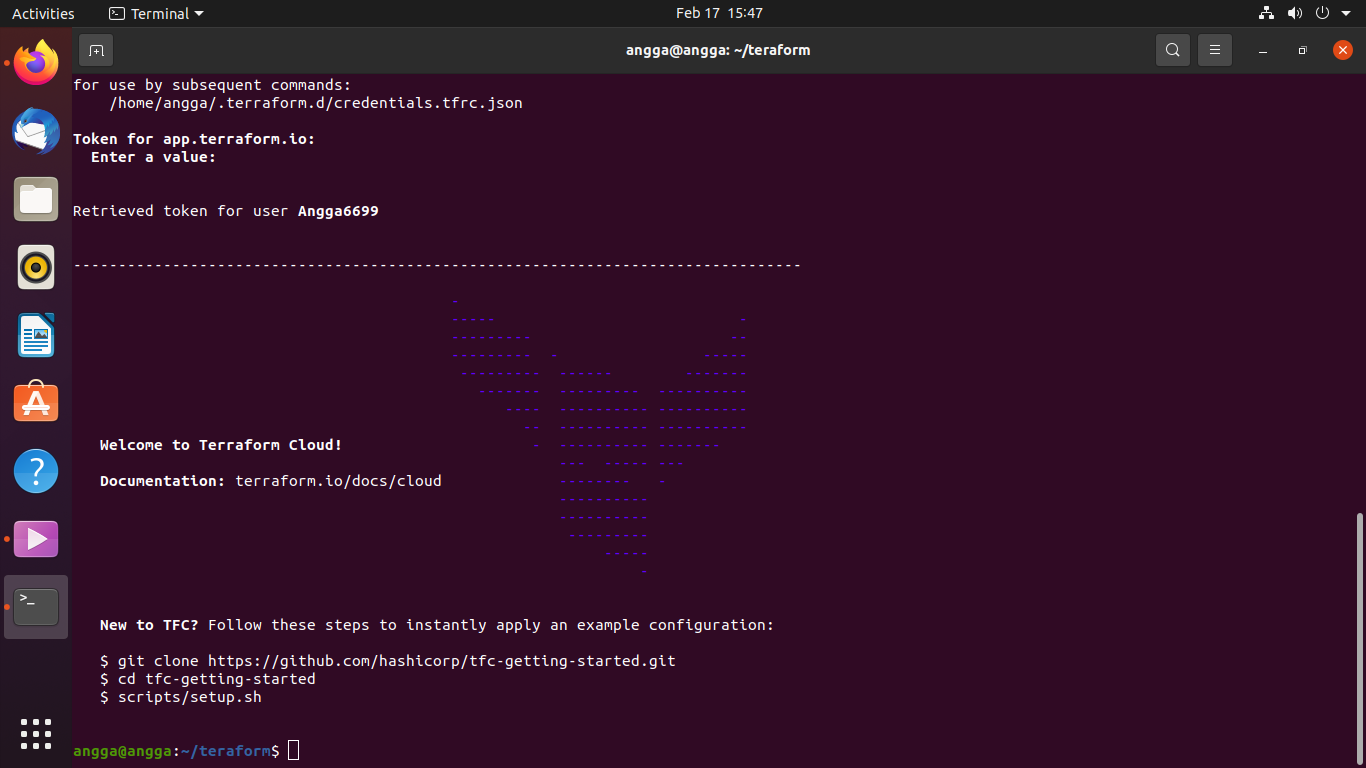 Activities Terminal Feb 17 15:47
angga@angga: ~/teraform
for use by subsequent commands:
/home/angga/.terraform.d/credentials.tfrc.json
Token for app.terraform.io:
Enter a value:
Retrieved token for user Angga6699
---------------------------------------------------------------------------------
-
----- -
--------- --
--------- - -----
--------- ------ -------
------- --------- ----------
---- ---------- ----------
-- ---------- ----------
Welcome to Terraform Cloud! - ---------- -------
--- ----- ---
Documentation: terraform.io/docs/cloud -------- -
----------
----------
---------
-----
-
New to TFC? Follow these steps to instantly apply an example configuration:
$ git clone https://github.com/hashicorp/tfc-getting-started.git
$ cd tfc-getting-started
$ scripts/setup.sh
angga@angga:~/teraform$